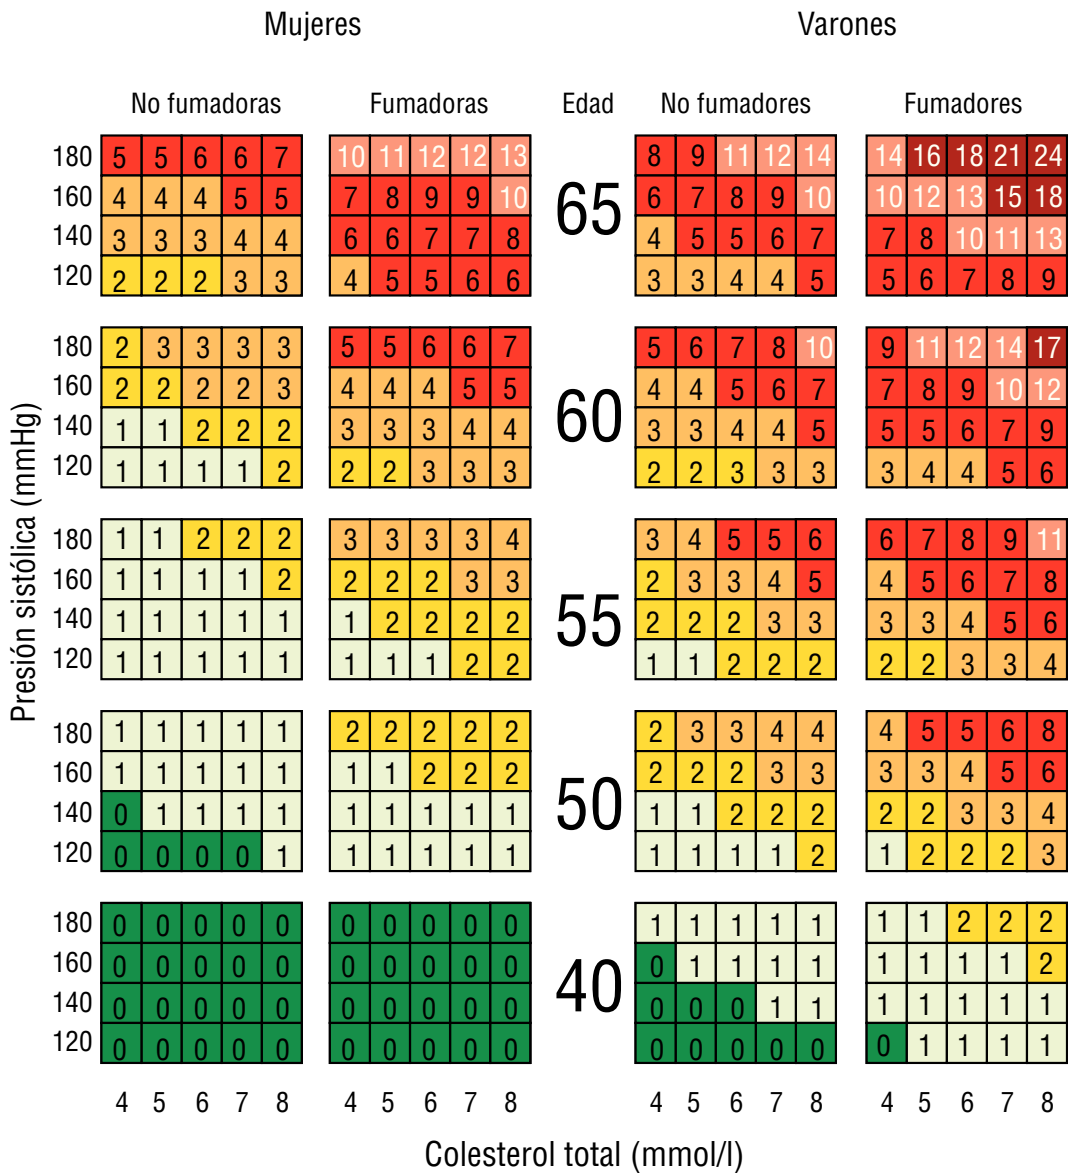 Mujeres Varones
No fumadoras Fumadoras Edad No fumadores Fumadores
180 5 5 6 6 7 10 11 12 12 13 8 9 11 12 14 14 16 18 21 24
160 4 4 4 5 5 7 8 9 9 10 6 7 8 9 10 10 12 13 15 18
65
140 3 3 3 4 4 6 6 7 7 8 4 5 5 6 7 7 8 10 11 13
120 2 2 2 3 3 4 5 5 6 6 3 3 4 4 5 5 6 7 8 9
180 2 3 3 3 3 5 5 6 6 7 5 6 7 8 10 9 11 12 14 17
160 2 2 2 2 3 4 4 4 5 5 4 4 5 6 7 7 8 9 10 12
60
140 1 1 2 2 2 3 3 3 4 4 3 3 4 4 5 5 5 6 7 9
120 1 1 1 1 2 2 2 3 3 3 2 2 3 3 3 3 4 4 5 6
180 1 1 2 2 2 3 3 3 3 4 3 4 5 5 6 6 7 8 9 11
160 1 1 1 1 2 2 2 2 3 3 2 3 3 4 5 4 5 6 7 8
55
140 1 1 1 1 1 1 2 2 2 2 2 2 2 3 3 3 3 4 5 6
120 1 1 1 1 1 1 1 1 2 2 1 1 2 2 2 2 2 3 3 4
180 1 1 1 1 1 2 2 2 2 2 2 3 3 4 4 4 5 5 6 8
160 1 1 1 1 1 1 1 2 2 2 2 2 2 3 3 3 3 4 5 6
50
140 0 1 1 1 1 1 1 1 1 1 1 1 2 2 2 2 2 3 3 4
120 0 0 0 0 1 1 1 1 1 1 1 1 1 1 2 1 2 2 2 3
180 0 0 0 0 0 0 0 0 0 0 1 1 1 1 1 1 1 2 2 2
160 0 0 0 0 0 0 0 0 0 0 0 1 1 1 1 1 1 1 1 2
40
140 0 0 0 0 0 0 0 0 0 0 0 0 0 1 1 1 1 1 1 1
120 0 0 0 0 0 0 0 0 0 0 0 0 0 0 0 0 1 1 1 1
4 5 6 7 8 4 5 6 7 8 4 5 6 7 8 4 5 6 7 8
Colesterol total (mmol/l)
Presión sistólica (mmHg)